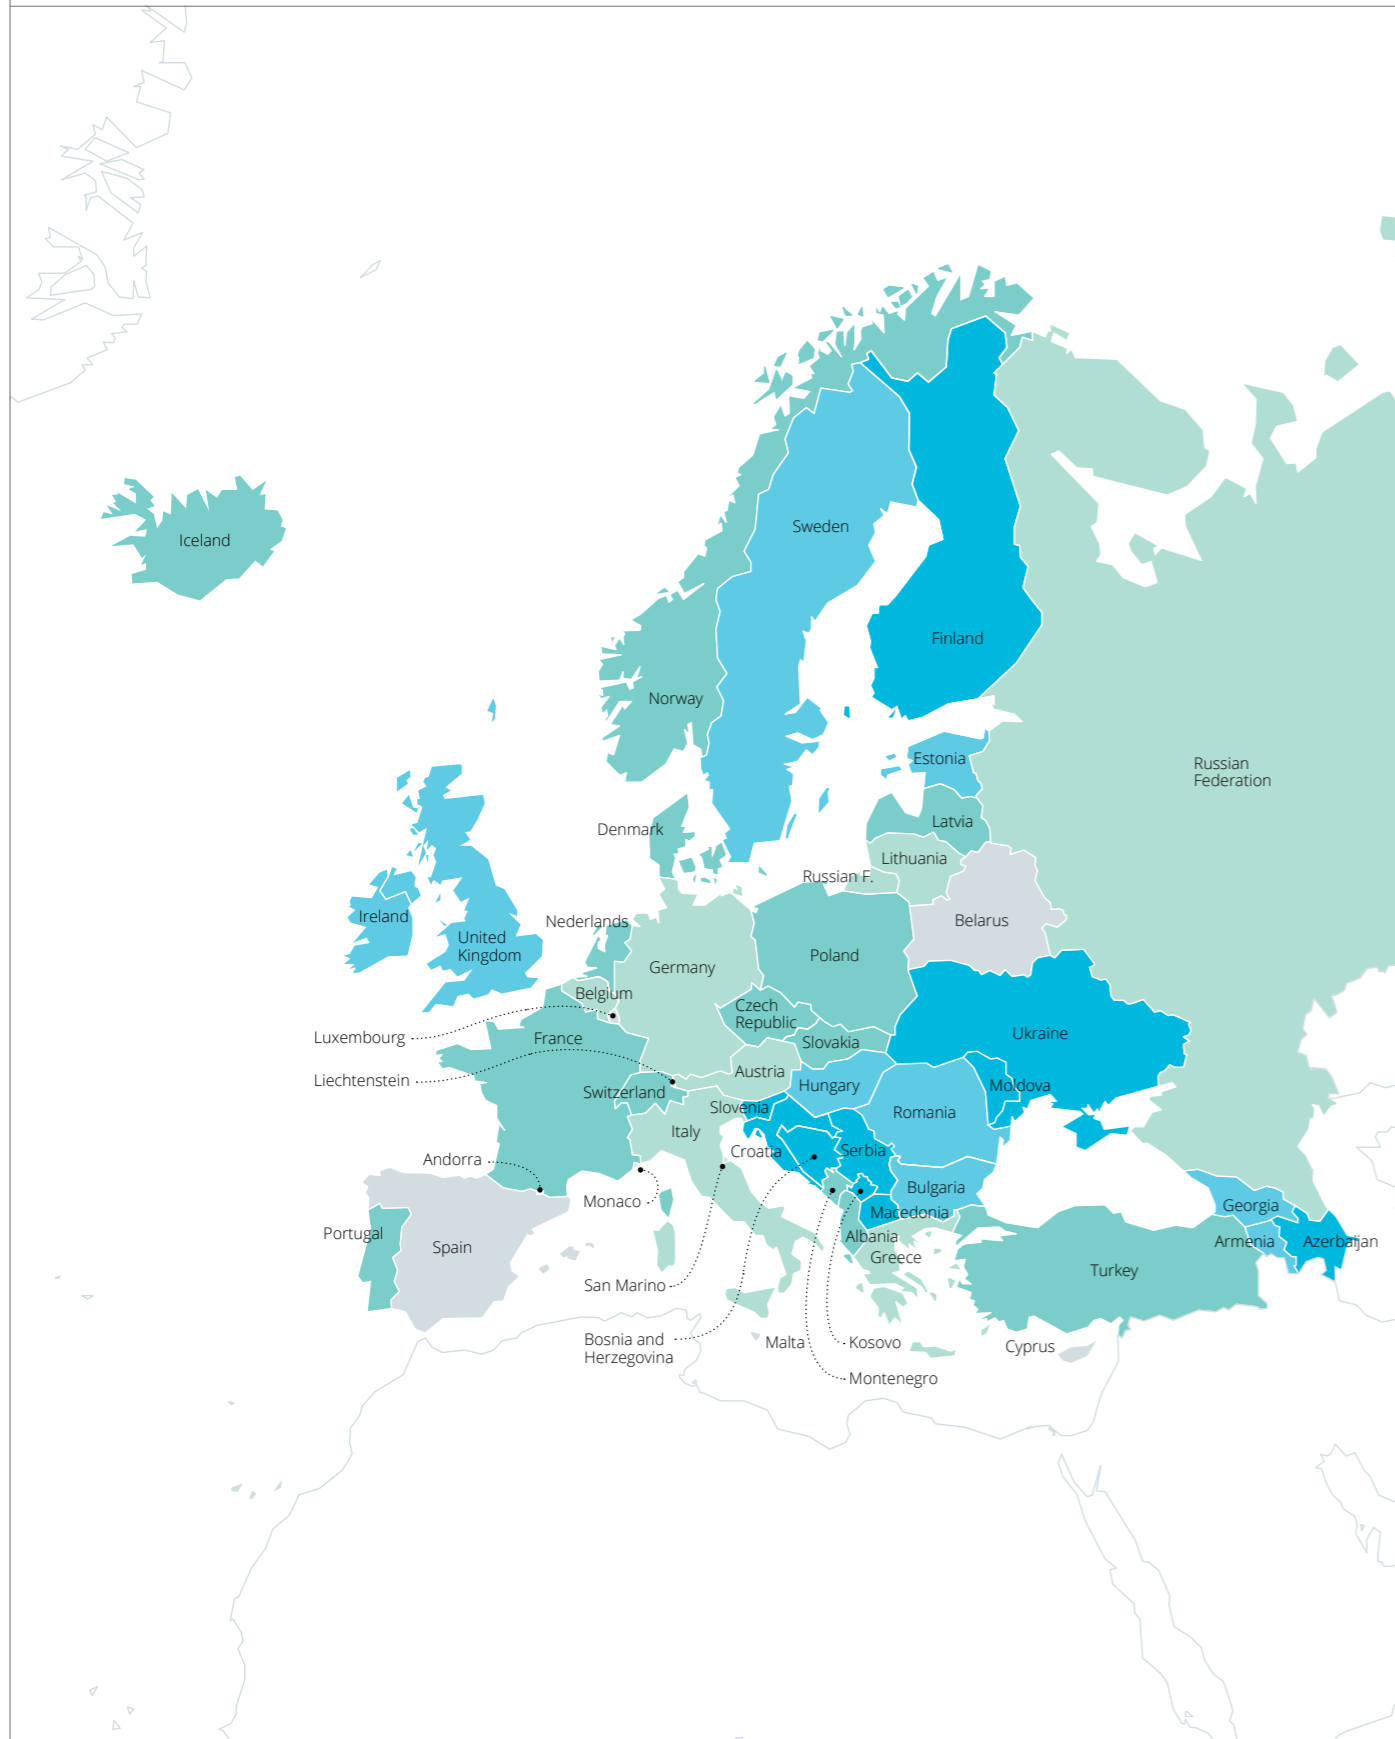 Iceland
Sweden
Finland
Norway
Estonia
Russian
Federation
Denmark
Latvia
Lithuania
Russian F.
Ireland
Nederlands
Belarus
United
Kingdom
Poland
Germany
Belgium
Czech
Republic
Luxembourg
France
Ukraine
Slovakia
Liechtenstein
Austria
Hungary
Moldova
Switzerland
Slovenia
Romania
Italy
Croatia
Serbia
Andorra
Bulgaria
Monaco
Georgia
Macedonia
Portugal
Albania
Armenia
Azerbaijan
Spain
Greece
Turkey
San Marino
Bosnia and
Herzegovina
Malta
Kosovo
Cyprus
Montenegro